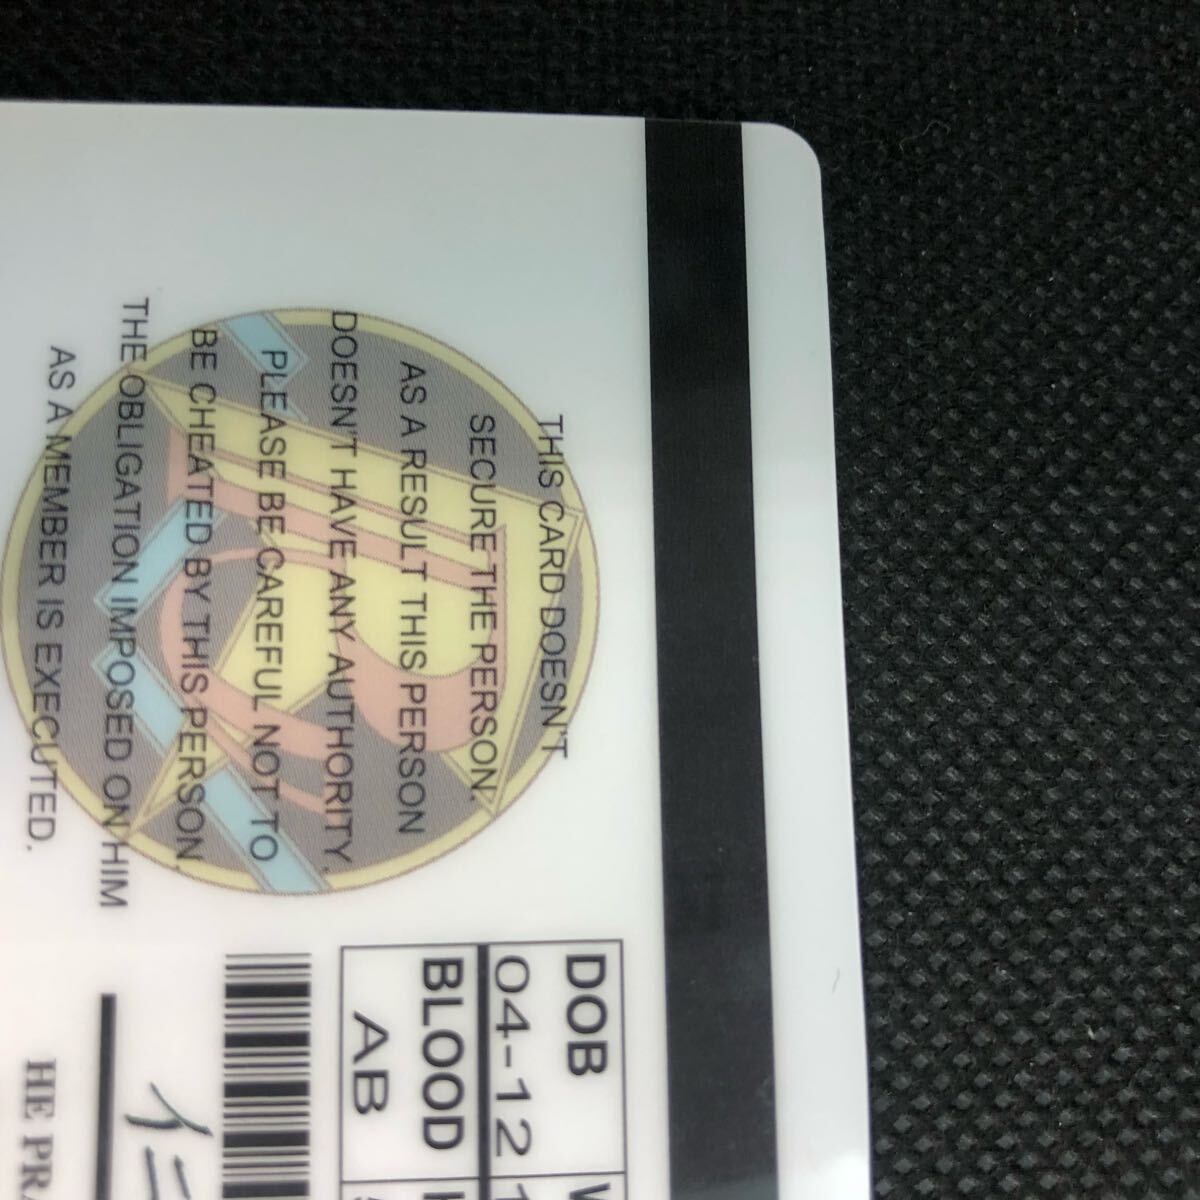 THIS CARD DOESN'T
SECURE THE PERSON.
AS A RESULT THIS PERSON
DOESN'T HAVE ANY AUTHORITY.
PLEASE BE CAREFUL NOT TO
BE CHEATED BY THIS PERSON.
THE OBLIGATION IMPOSED ON HIM
AS A MEMBER IS EXECUTED.
DOB
04-12
BLOOD
AB
HE PRA